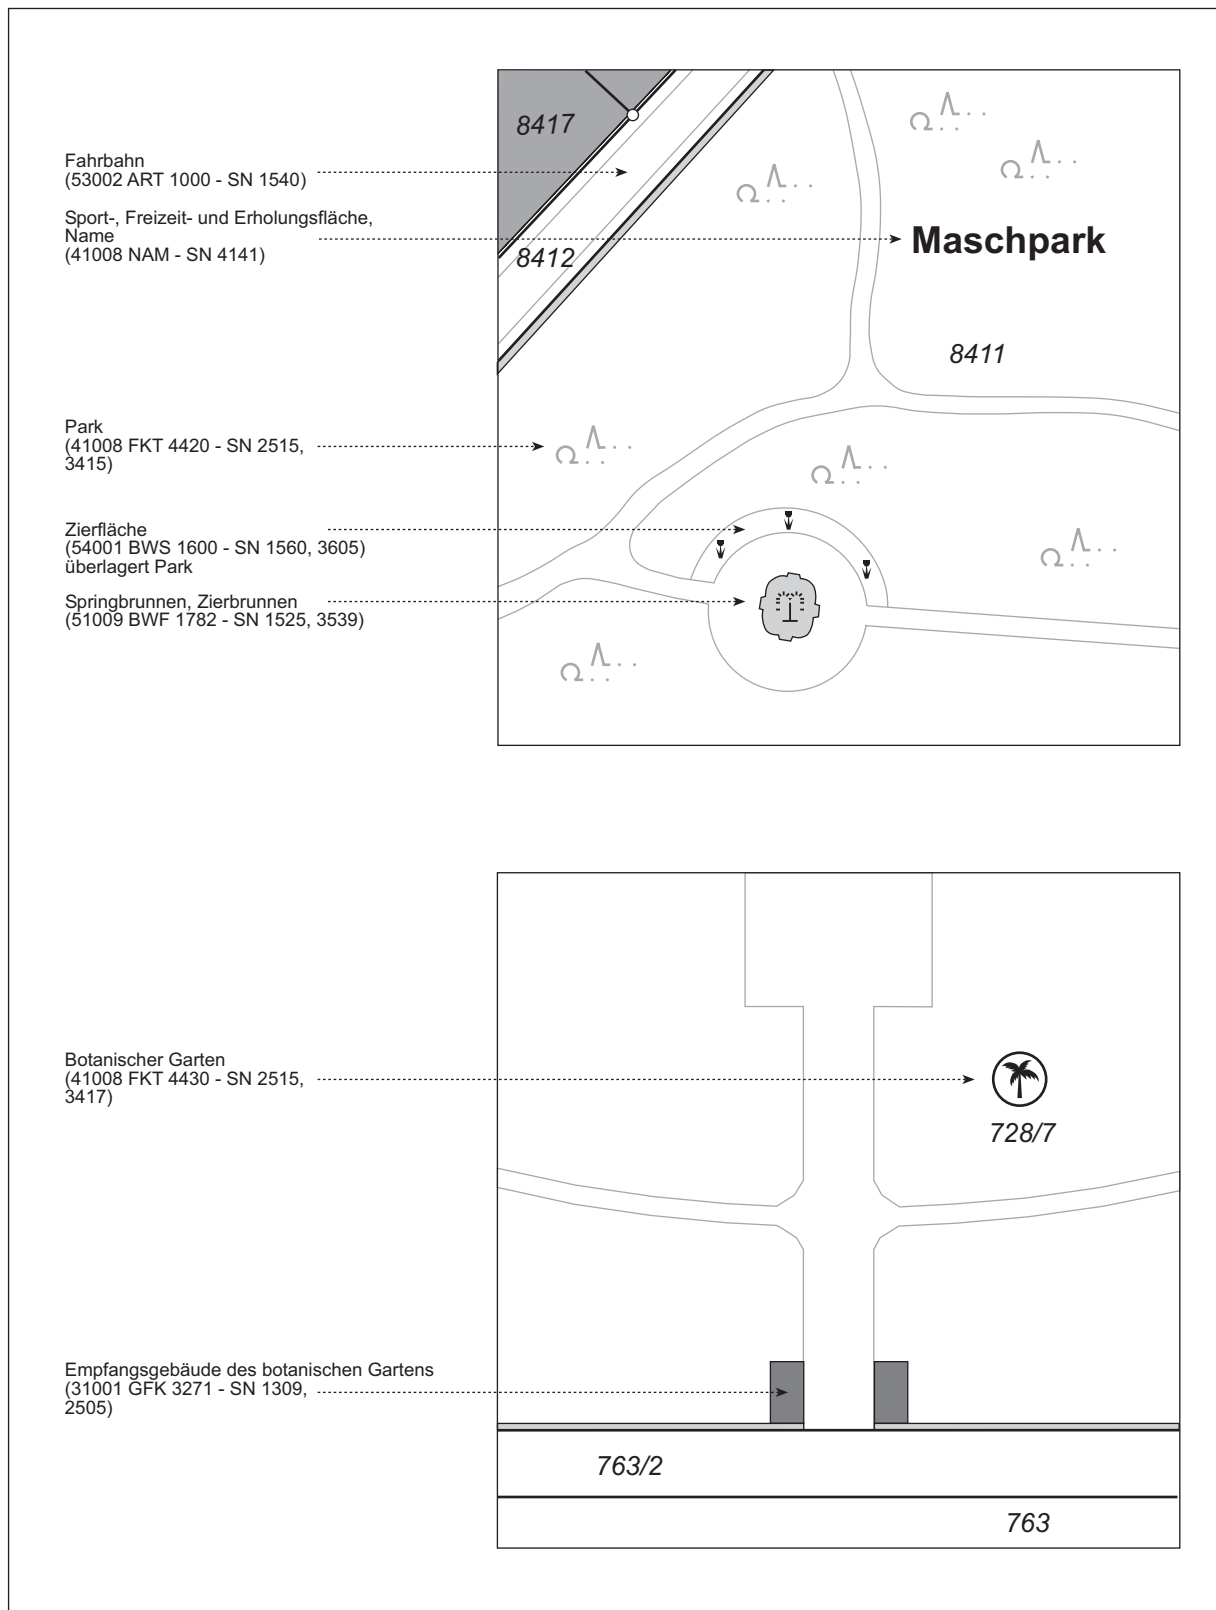 8417
Fahrbahn
(53002 ART 1000 - SN 1540)
Sport-, Freizeit- und Erholungsfläche,
Name
(41008 NAM - SN 4141)
Maschpark
8412
8411
Park
(41008 FKT 4420 - SN 2515,
3415)
Zierfläche
(54001 BWS 1600 - SN 1560, 3605)
überlagert Park
Springbrunnen, Zierbrunnen
(51009 BWF 1782 - SN 1525, 3539)
Botanischer Garten
(41008 FKT 4430 - SN 2515,
3417)
728/7
Empfangsgebäude des botanischen Gartens
(31001 GFK 3271 - SN 1309,
2505)
763/2
763